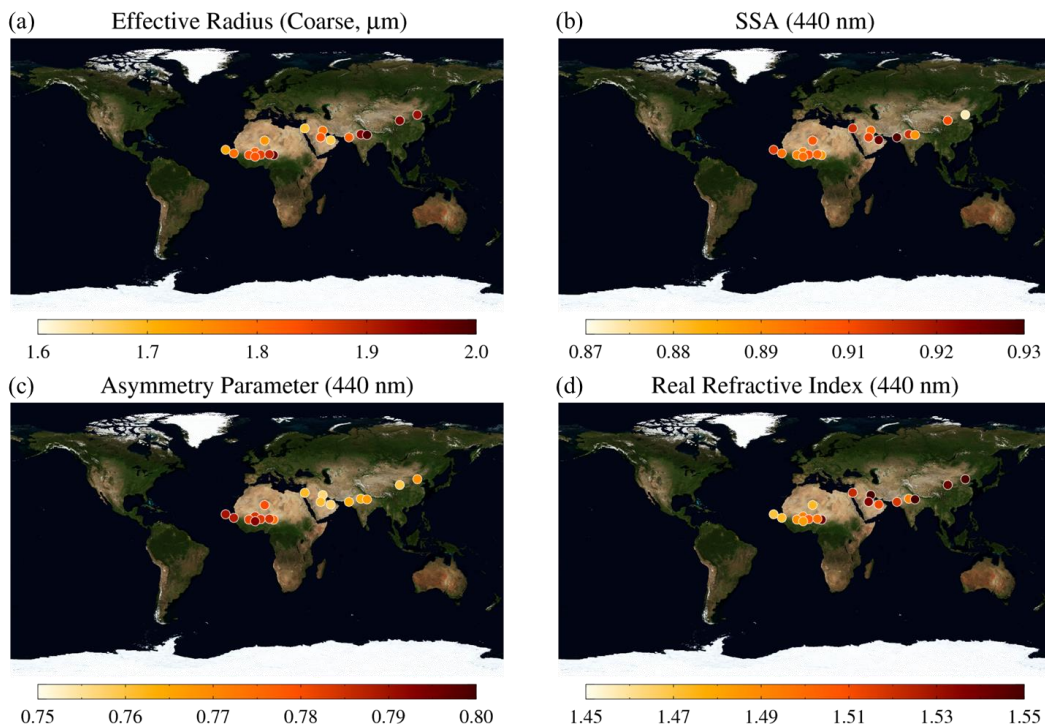 (a) Effective Radius (Coarse, μm)
1.6 1.7 1.8 1.9 2.0
(b) SSA (440 nm)
0.87 0.88 0.89 0.91 0.92 0.93
(c) Asymmetry Parameter (440 nm)
0.75 0.76 0.77 0.78 0.79 0.80
(d) Real Refractive Index (440 nm)
1.45 1.47 1.49 1.51 1.53 1.55